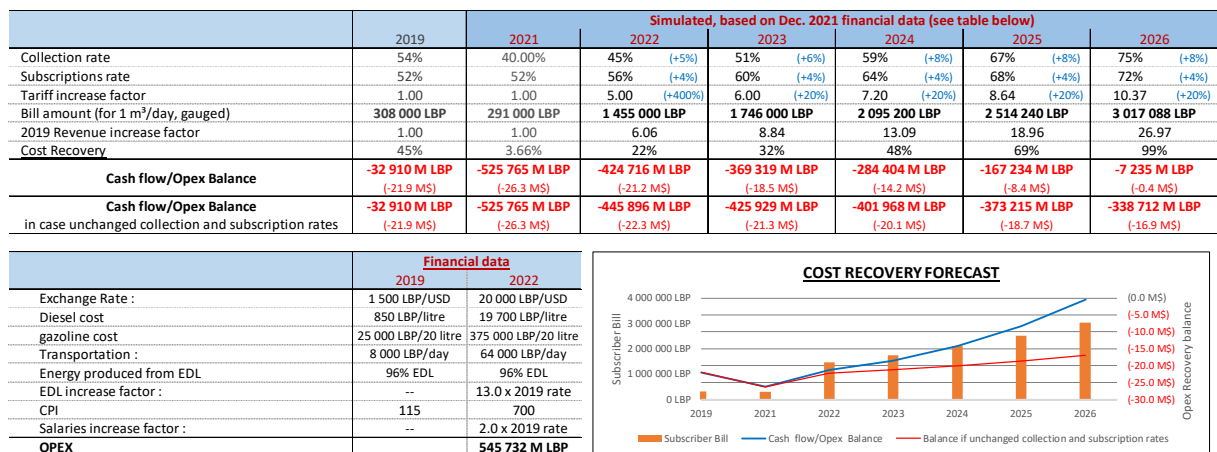 Simulated, based on Dec. 2021 financial data (see table below)
2019 2021 2022 2023 2024 2025 2026
Collection rate 54% 40.00% 45% (+5%) 51% (+6%) 59% (+8%) 67% (+8%) 75% (+8%)
Subscriptions rate 52% 52% 56% (+4%) 60% (+4%) 64% (+4%) 68% (+4%) 72% (+4%)
Tariff increase factor 1.00 1.00 5.00 (+400%) 6.00 (+20%) 7.20 (+20%) 8.64 (+20%) 10.37 (+20%)
Bill amount (for 1 m³/day, gauged) 308 000 LBP 291 000 LBP 1 455 000 LBP 1 746 000 LBP 2 095 200 LBP 2 514 240 LBP 3 017 088 LBP
2019 Revenue increase factor 1.00 1.00 6.06 8.84 13.09 18.96 26.97
Cost Recovery 45% 3.66% 22% 32% 48% 69% 99%
Cash flow/Opex Balance -32 910 M LBP -525 765 M LBP -424 716 M LBP -369 319 M LBP -284 404 M LBP -167 234 M LBP -7 235 M LBP
(-21.9 M$) (-26.3 M$) (-21.2 M$) (-18.5 M$) (-14.2 M$) (-8.4 M$) (-0.4 M$)
Cash flow/Opex Balance -32 910 M LBP -525 765 M LBP -445 896 M LBP -425 929 M LBP -401 968 M LBP -373 215 M LBP -338 712 M LBP
in case unchanged collection and subscription rates (-21.9 M$) (-26.3 M$) (-22.3 M$) (-21.3 M$) (-20.1 M$) (-18.7 M$) (-16.9 M$)
Financial data
2019 2022
Exchange Rate : 1 500 LBP/USD 20 000 LBP/USD
Diesel cost 850 LBP/litre 19 700 LBP/litre
gazoline cost 25 000 LBP/20 litre 375 000 LBP/20 litre
Transportation : 8 000 LBP/day 64 000 LBP/day
Energy produced from EDL 96% EDL 96% EDL
EDL increase factor : -- 13.0 x 2019 rate
CPI 115 700
Salaries increase factor : -- 2.0 x 2019 rate
OPEX 545 732 M LBP
COST RECOVERY FORECAST
Subscriber Bill
4 000 000 LBP
3 000 000 LBP
2 000 000 LBP
1 000 000 LBP
0 LBP
(0.0 M$)
(-5.0 M$)
(-10.0 M$)
(-15.0 M$)
(-20.0 M$)
(-25.0 M$)
(-30.0 M$)
Opex Recovery balance
2019 2021 2022 2023 2024 2025 2026
Subscriber Bill Cash flow/Opex Balance Balance if unchanged collection and subscription rates